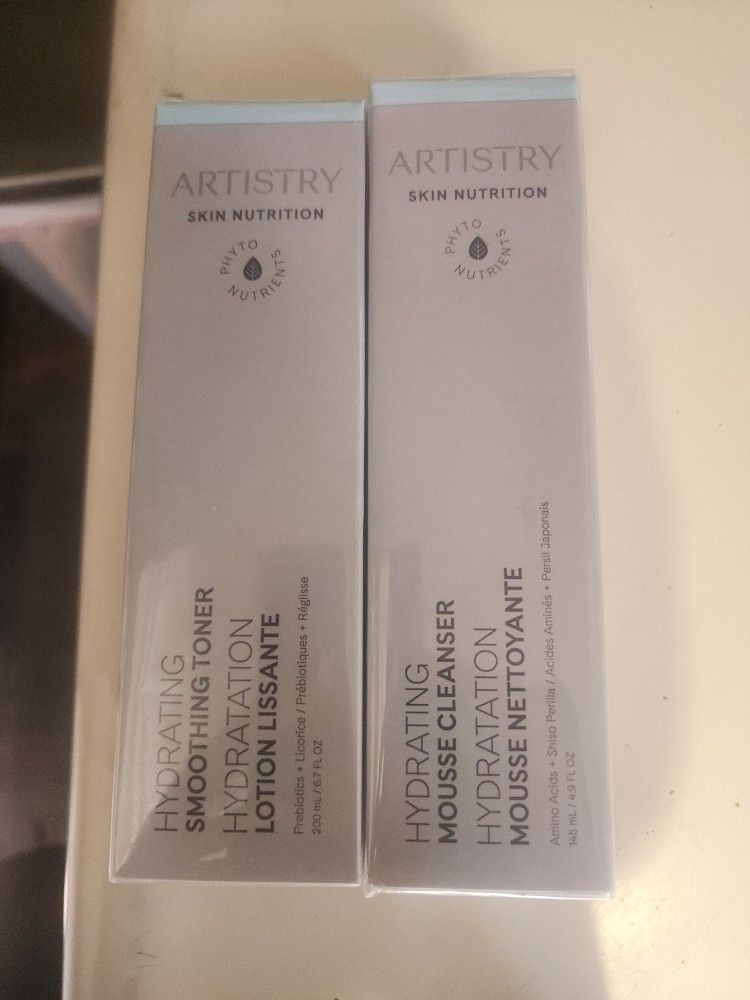 ARTISTRY
SKIN NUTRITION
PHYTO
NUTRIENTS
HYDRATING
SMOOTHING TONER
HYDRATATION
LOTION LISSANTE
Prebiotics + Licorice / Prébiotiques + Réglisse
200 mL / 6.7 FL OZ
ARTISTRY
SKIN NUTRITION
PHYTO
NUTRIENTS
HYDRATING
MOUSSE CLEANSER
HYDRATATION
MOUSSE NETTOYANTE
Amino Acids + Shiso Perilla / Acides Aminés + Persil Japonais
145 mL / 4.9 FL OZ